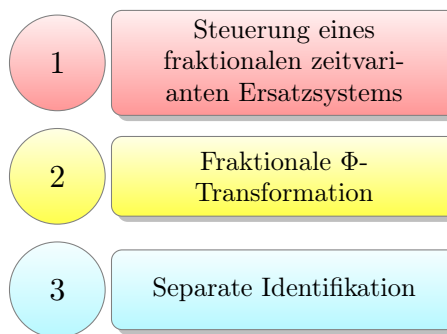 1
Steuerung eines
fraktionalen zeitvari-
anten Ersatzsystems
2
Fraktionale Φ-
Transformation
3
Separate Identifikation